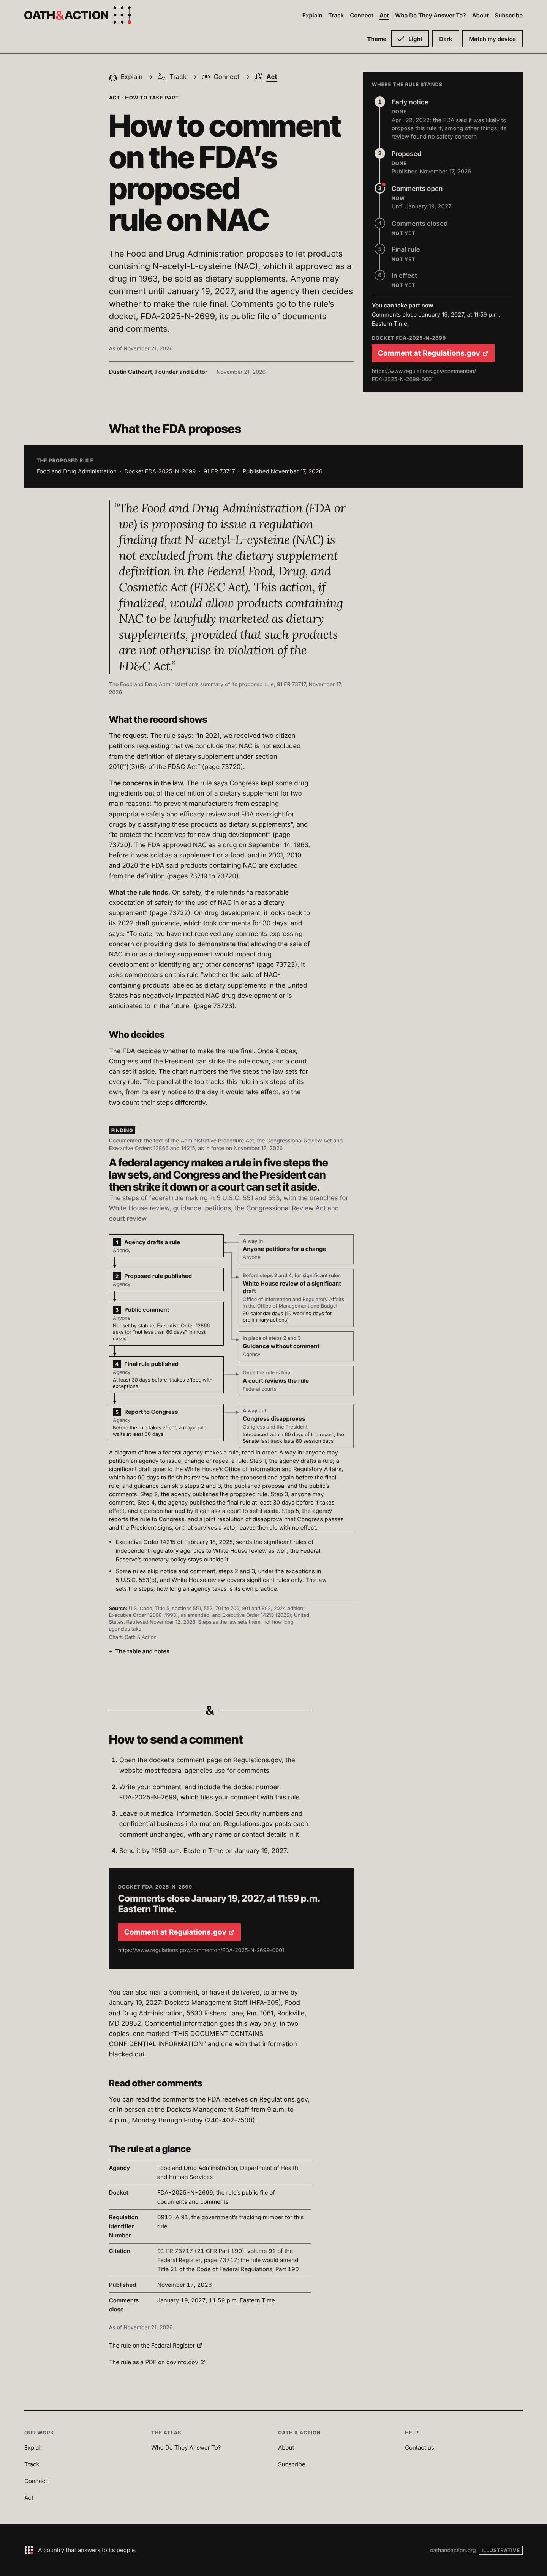 OATH&ACTION
Explain Track Connect Act Who Do They Answer To? About Subscribe
Theme Light Dark Match my device
Explain → Track → Connect → Act
ACT · HOW TO TAKE PART
How to comment
on the FDA’s
proposed
rule on NAC
The Food and Drug Administration proposes to let products
containing N-acetyl-L-cysteine (NAC), which it approved as a
drug in 1963, be sold as dietary supplements. Anyone may
comment until January 19, 2027, and the agency then decides
whether to make the rule final. Comments go to the rule’s
docket, FDA-2025-N-2699, its public file of documents
and comments.
As of November 21, 2026
Dustin Cathcart, Founder and Editor November 21, 2026
WHERE THE RULE STANDS
1 Early notice
DONE
April 22, 2022: the FDA said it was likely to
propose this rule if, among other things, its
review found no safety concern
2 Proposed
DONE
Published November 17, 2026
3 Comments open
NOW
Until January 19, 2027
4 Comments closed
NOT YET
5 Final rule
NOT YET
6 In effect
NOT YET
You can take part now.
Comments close January 19, 2027, at 11:59 p.m.
Eastern Time.
DOCKET FDA-2025-N-2699
Comment at Regulations.gov
https://www.regulations.gov/commenton/
FDA-2025-N-2699-0001
What the FDA proposes
THE PROPOSED RULE
Food and Drug Administration · Docket FDA-2025-N-2699 · 91 FR 73717 · Published November 17, 2026
“The Food and Drug Administration (FDA or
we) is proposing to issue a regulation
finding that N-acetyl-L-cysteine (NAC) is
not excluded from the dietary supplement
definition in the Federal Food, Drug, and
Cosmetic Act (FD&C Act). This action, if
finalized, would allow products containing
NAC to be lawfully marketed as dietary
supplements, provided that such products
are not otherwise in violation of the
FD&C Act.”
The Food and Drug Administration’s summary of its proposed rule, 91 FR 73717, November 17,
2026
What the record shows
The request. The rule says: “In 2021, we received two citizen
petitions requesting that we conclude that NAC is not excluded
from the definition of dietary supplement under section
201(ff)(3)(B) of the FD&C Act” (page 73720).
The concerns in the law. The rule says Congress kept some drug
ingredients out of the definition of a dietary supplement for two
main reasons: “to prevent manufacturers from escaping
appropriate safety and efficacy review and FDA oversight for
drugs by classifying these products as dietary supplements”, and
“to protect the incentives for new drug development” (page
73720). The FDA approved NAC as a drug on September 14, 1963,
before it was sold as a supplement or a food, and in 2001, 2010
and 2020 the FDA said products containing NAC are excluded
from the definition (pages 73719 to 73720).
What the rule finds. On safety, the rule finds “a reasonable
expectation of safety for the use of NAC in or as a dietary
supplement” (page 73722). On drug development, it looks back to
its 2022 draft guidance, which took comments for 30 days, and
says: “To date, we have not received any comments expressing
concern or providing data to demonstrate that allowing the sale of
NAC in or as a dietary supplement would impact drug
development or identifying any other concerns” (page 73723). It
asks commenters on this rule “whether the sale of NAC-
containing products labeled as dietary supplements in the United
States has negatively impacted NAC drug development or is
anticipated to in the future” (page 73723).
Who decides
The FDA decides whether to make the rule final. Once it does,
Congress and the President can strike the rule down, and a court
can set it aside. The chart numbers the five steps the law sets for
every rule. The panel at the top tracks this rule in six steps of its
own, from its early notice to the day it would take effect, so the
two count their steps differently.
FINDING
Documented: the text of the Administrative Procedure Act, the Congressional Review Act and
Executive Orders 12866 and 14215, as in force on November 12, 2026
A federal agency makes a rule in five steps the
law sets, and Congress and the President can
then strike it down or a court can set it aside.
The steps of federal rule making in 5 U.S.C. 551 and 553, with the branches for
White House review, guidance, petitions, the Congressional Review Act and
court review
1 Agency drafts a rule
Agency
2 Proposed rule published
Agency
3 Public comment
Anyone
Not set by statute; Executive Order 12866
asks for “not less than 60 days” in most
cases
4 Final rule published
Agency
At least 30 days before it takes effect, with
exceptions
5 Report to Congress
Agency
Before the rule takes effect; a major rule
waits at least 60 days
A way in
Anyone petitions for a change
Anyone
Before steps 2 and 4, for significant rules
White House review of a significant
draft
Office of Information and Regulatory Affairs,
in the Office of Management and Budget
90 calendar days (10 working days for
preliminary actions)
In place of steps 2 and 3
Guidance without comment
Agency
Once the rule is final
A court reviews the rule
Federal courts
A way out
Congress disapproves
Congress and the President
Introduced within 60 days of the report; the
Senate fast track lasts 60 session days
A diagram of how a federal agency makes a rule, read in order. A way in: anyone may
petition an agency to issue, change or repeal a rule. Step 1, the agency drafts a rule; a
significant draft goes to the White House’s Office of Information and Regulatory Affairs,
which has 90 days to finish its review before the proposed and again before the final
rule, and guidance can skip steps 2 and 3, the published proposal and the public’s
comments. Step 2, the agency publishes the proposed rule. Step 3, anyone may
comment. Step 4, the agency publishes the final rule at least 30 days before it takes
effect, and a person harmed by it can ask a court to set it aside. Step 5, the agency
reports the rule to Congress, and a joint resolution of disapproval that Congress passes
and the President signs, or that survives a veto, leaves the rule with no effect.
• Executive Order 14215 of February 18, 2025, sends the significant rules of
independent regulatory agencies to White House review as well; the Federal
Reserve’s monetary policy stays outside it.
• Some rules skip notice and comment, steps 2 and 3, under the exceptions in
5 U.S.C. 553(b), and White House review covers significant rules only. The law
sets the steps; how long an agency takes is its own practice.
Source: U.S. Code, Title 5, sections 551, 553, 701 to 706, 801 and 802, 2024 edition;
Executive Order 12866 (1993), as amended, and Executive Order 14215 (2025); United
States. Retrieved November 12, 2026. Steps as the law sets them, not how long
agencies take.
Chart: Oath & Action
+ The table and notes
&
How to send a comment
1. Open the docket’s comment page on Regulations.gov, the
website most federal agencies use for comments.
2. Write your comment, and include the docket number,
FDA-2025-N-2699, which files your comment with this rule.
3. Leave out medical information, Social Security numbers and
confidential business information. Regulations.gov posts each
comment unchanged, with any name or contact details in it.
4. Send it by 11:59 p.m. Eastern Time on January 19, 2027.
DOCKET FDA-2025-N-2699
Comments close January 19, 2027, at 11:59 p.m.
Eastern Time.
Comment at Regulations.gov
https://www.regulations.gov/commenton/FDA-2025-N-2699-0001
You can also mail a comment, or have it delivered, to arrive by
January 19, 2027: Dockets Management Staff (HFA-305), Food
and Drug Administration, 5630 Fishers Lane, Rm. 1061, Rockville,
MD 20852. Confidential information goes this way only, in two
copies, one marked “THIS DOCUMENT CONTAINS
CONFIDENTIAL INFORMATION” and one with that information
blacked out.
Read other comments
You can read the comments the FDA receives on Regulations.gov,
or in person at the Dockets Management Staff from 9 a.m. to
4 p.m., Monday through Friday (240-402-7500).
The rule at a glance
Agency Food and Drug Administration, Department of Health
and Human Services
Docket FDA-2025-N-2699, the rule’s public file of
documents and comments
Regulation
Identifier
Number
0910-AI91, the government’s tracking number for this
rule
Citation 91 FR 73717 (21 CFR Part 190): volume 91 of the
Federal Register, page 73717; the rule would amend
Title 21 of the Code of Federal Regulations, Part 190
Published November 17, 2026
Comments
close
January 19, 2027, 11:59 p.m. Eastern Time
As of November 21, 2026.
The rule on the Federal Register
The rule as a PDF on govinfo.gov
OUR WORK
Explain
Track
Connect
Act
THE ATLAS
Who Do They Answer To?
OATH & ACTION
About
Subscribe
HELP
Contact us
A country that answers to its people.
oathandaction.org ILLUSTRATIVE